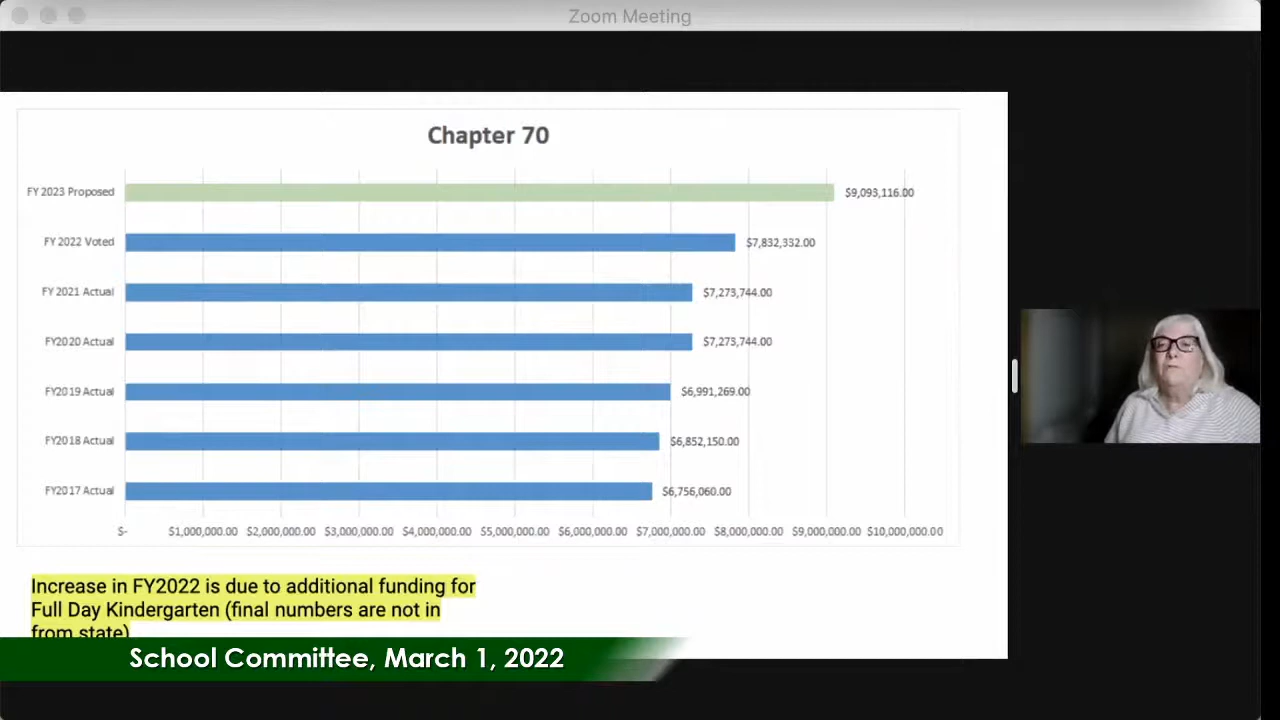 Zoom Meeting
Chapter 70
FY 2023 Proposed $9,093,116.00
FY 2022 Voted $7,832,332.00
FY 2021 Actual $7,273,744.00
FY2020 Actual $7,273,744.00
FY2019 Actual $6,991,269.00
FY2018 Actual $6,852,150.00
FY2017 Actual $6,756,060.00
$- $1,000,000.00 $2,000,000.00 $3,000,000.00 $4,000,000.00 $5,000,000.00 $6,000,000.00 $7,000,000.00 $8,000,000.00 $9,000,000.00 $10,000,000.00
Increase in FY2022 is due to additional funding for
Full Day Kindergarten (final numbers are not in
from state)
School Committee, March 1, 2022